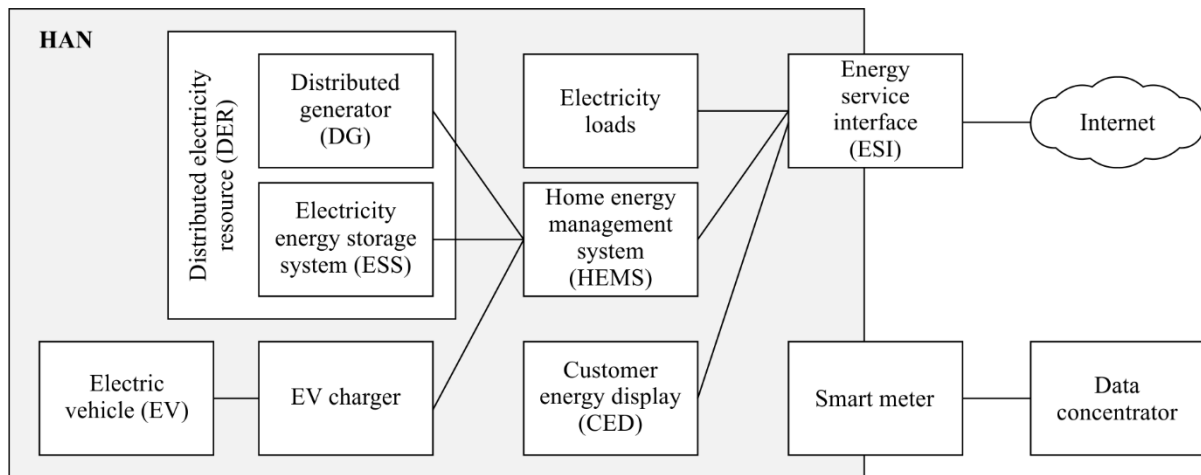 HAN
Distributed electricity
resource (DER)
Distributed
generator
(DG)
Electricity
energy storage
system (ESS)
Electricity
loads
Home energy
management
system
(HEMS)
Energy
service
interface
(ESI)
Internet
Electric
vehicle (EV)
EV charger
Customer
energy display
(CED)
Smart meter
Data
concentrator